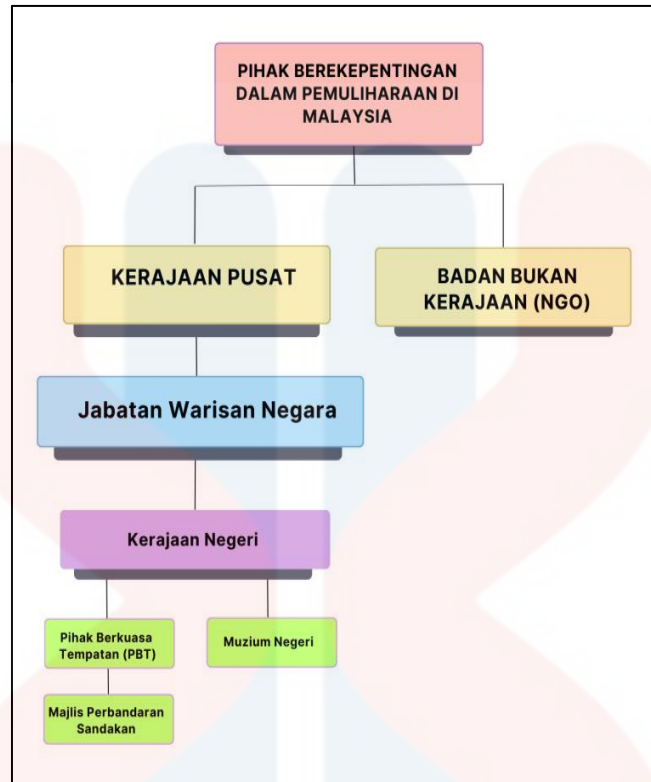 PIHAK BEREKEPENTINGAN
DALAM PEMULIHARAAN DI
MALAYSIA
KERAJAAN PUSAT
BADAN BUKAN
KERAJAAN (NGO)
Jabatan Warisan Negara
Kerajaan Negeri
Pihak Berkuasa
Tempatan (PBT)
Muzium Negeri
Majlis Perbandaran
Sandakan